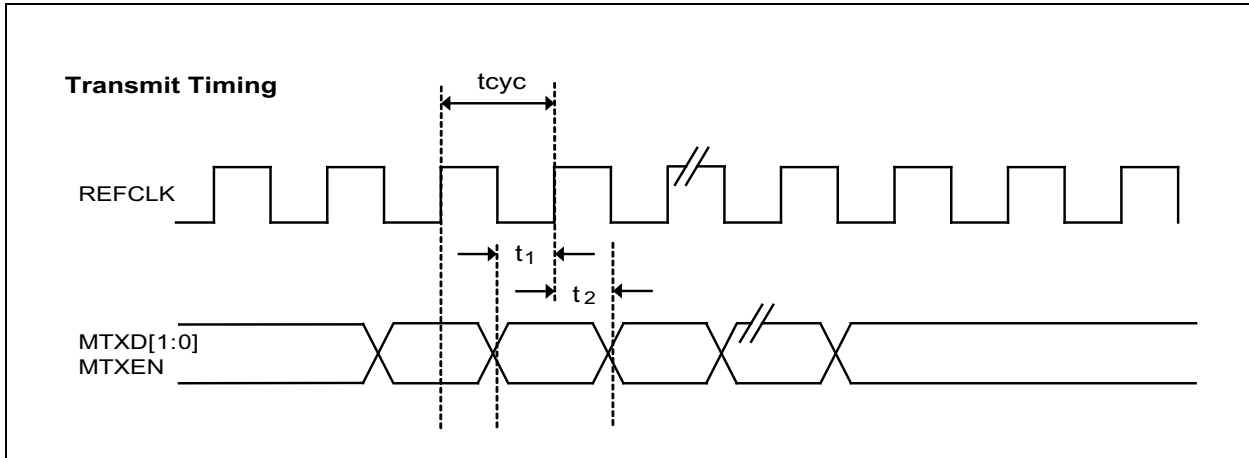 Transmit Timing
tcyc
REFCLK
t1
t2
MTXD[1:0]
MTXEN